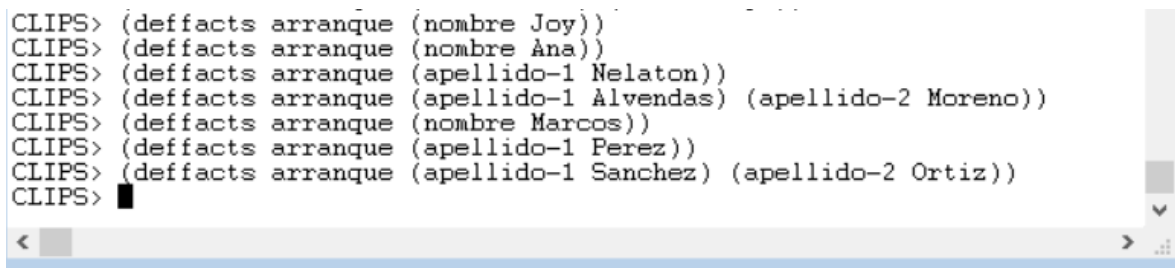 CLIPS> (deffacts arranque (nombre Joy))
CLIPS> (deffacts arranque (nombre Ana))
CLIPS> (deffacts arranque (apellido-1 Nelaton))
CLIPS> (deffacts arranque (apellido-1 Alvendas) (apellido-2 Moreno))
CLIPS> (deffacts arranque (nombre Marcos))
CLIPS> (deffacts arranque (apellido-1 Perez))
CLIPS> (deffacts arranque (apellido-1 Sanchez) (apellido-2 Ortiz))
CLIPS>